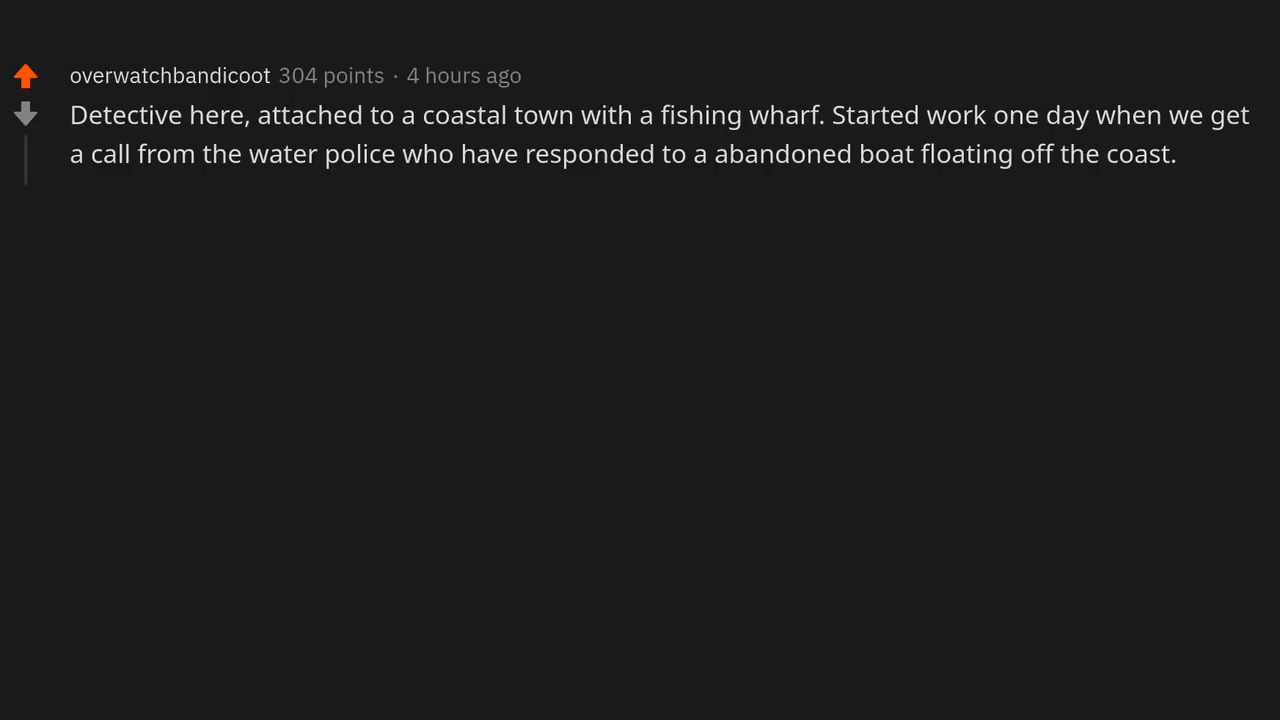 overwatchbandicoot 304 points · 4 hours ago
Detective here, attached to a coastal town with a fishing wharf. Started work one day when we get
a call from the water police who have responded to a abandoned boat floating off the coast.